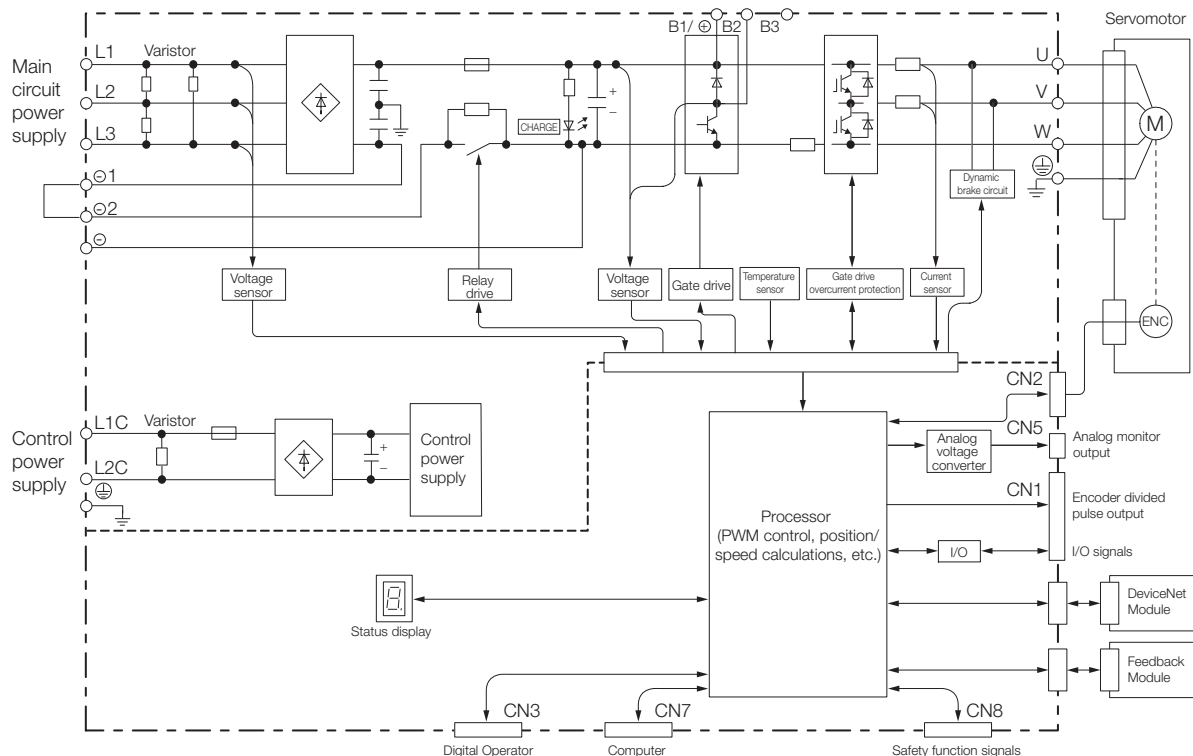 B1/⊕ B2 B3
Servomotor
Main
circuit
power
supply
L1
Varistor
L2
L3
⊖1
⊖2
⊖
CHARGE
+
–
U
V
W
M
Dynamic
brake circuit
Voltage
sensor
Relay
drive
Voltage
sensor
Gate drive
Temperature
sensor
Gate drive
overcurrent protection
Current
sensor
ENC
Control
power
supply
L1C
Varistor
L2C
+
–
Control
power
supply
Processor
(PWM control, position/
speed calculations, etc.)
CN2
Analog
voltage
converter
CN5
Analog monitor
output
CN1
Encoder divided
pulse output
I/O
I/O signals
8.
Status display
DeviceNet
Module
Feedback
Module
CN3
Digital Operator
CN7
Computer
CN8
Safety function signals